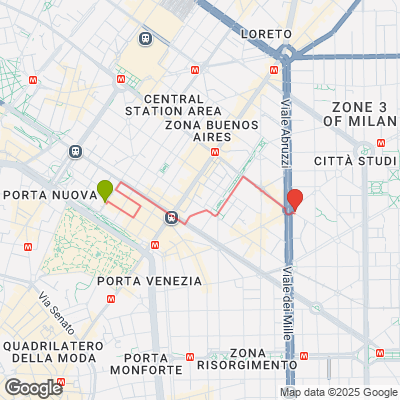 LORETO
CENTRAL
STATION AREA
ZONA BUENOS
AIRES
Viale Abruzzi
ZONE 3
OF MILAN
CITTÀ STUDI
PORTA NUOVA
M
M
M
M
M
M
M
M
M
PORTA VENEZIA
Via Senato
Viale dei Mille
QUADRILATERO
DELLA MODA
PORTA
MONFORTE
ZONA
RISORGIMENTO
Google
Map data ©2025 Google